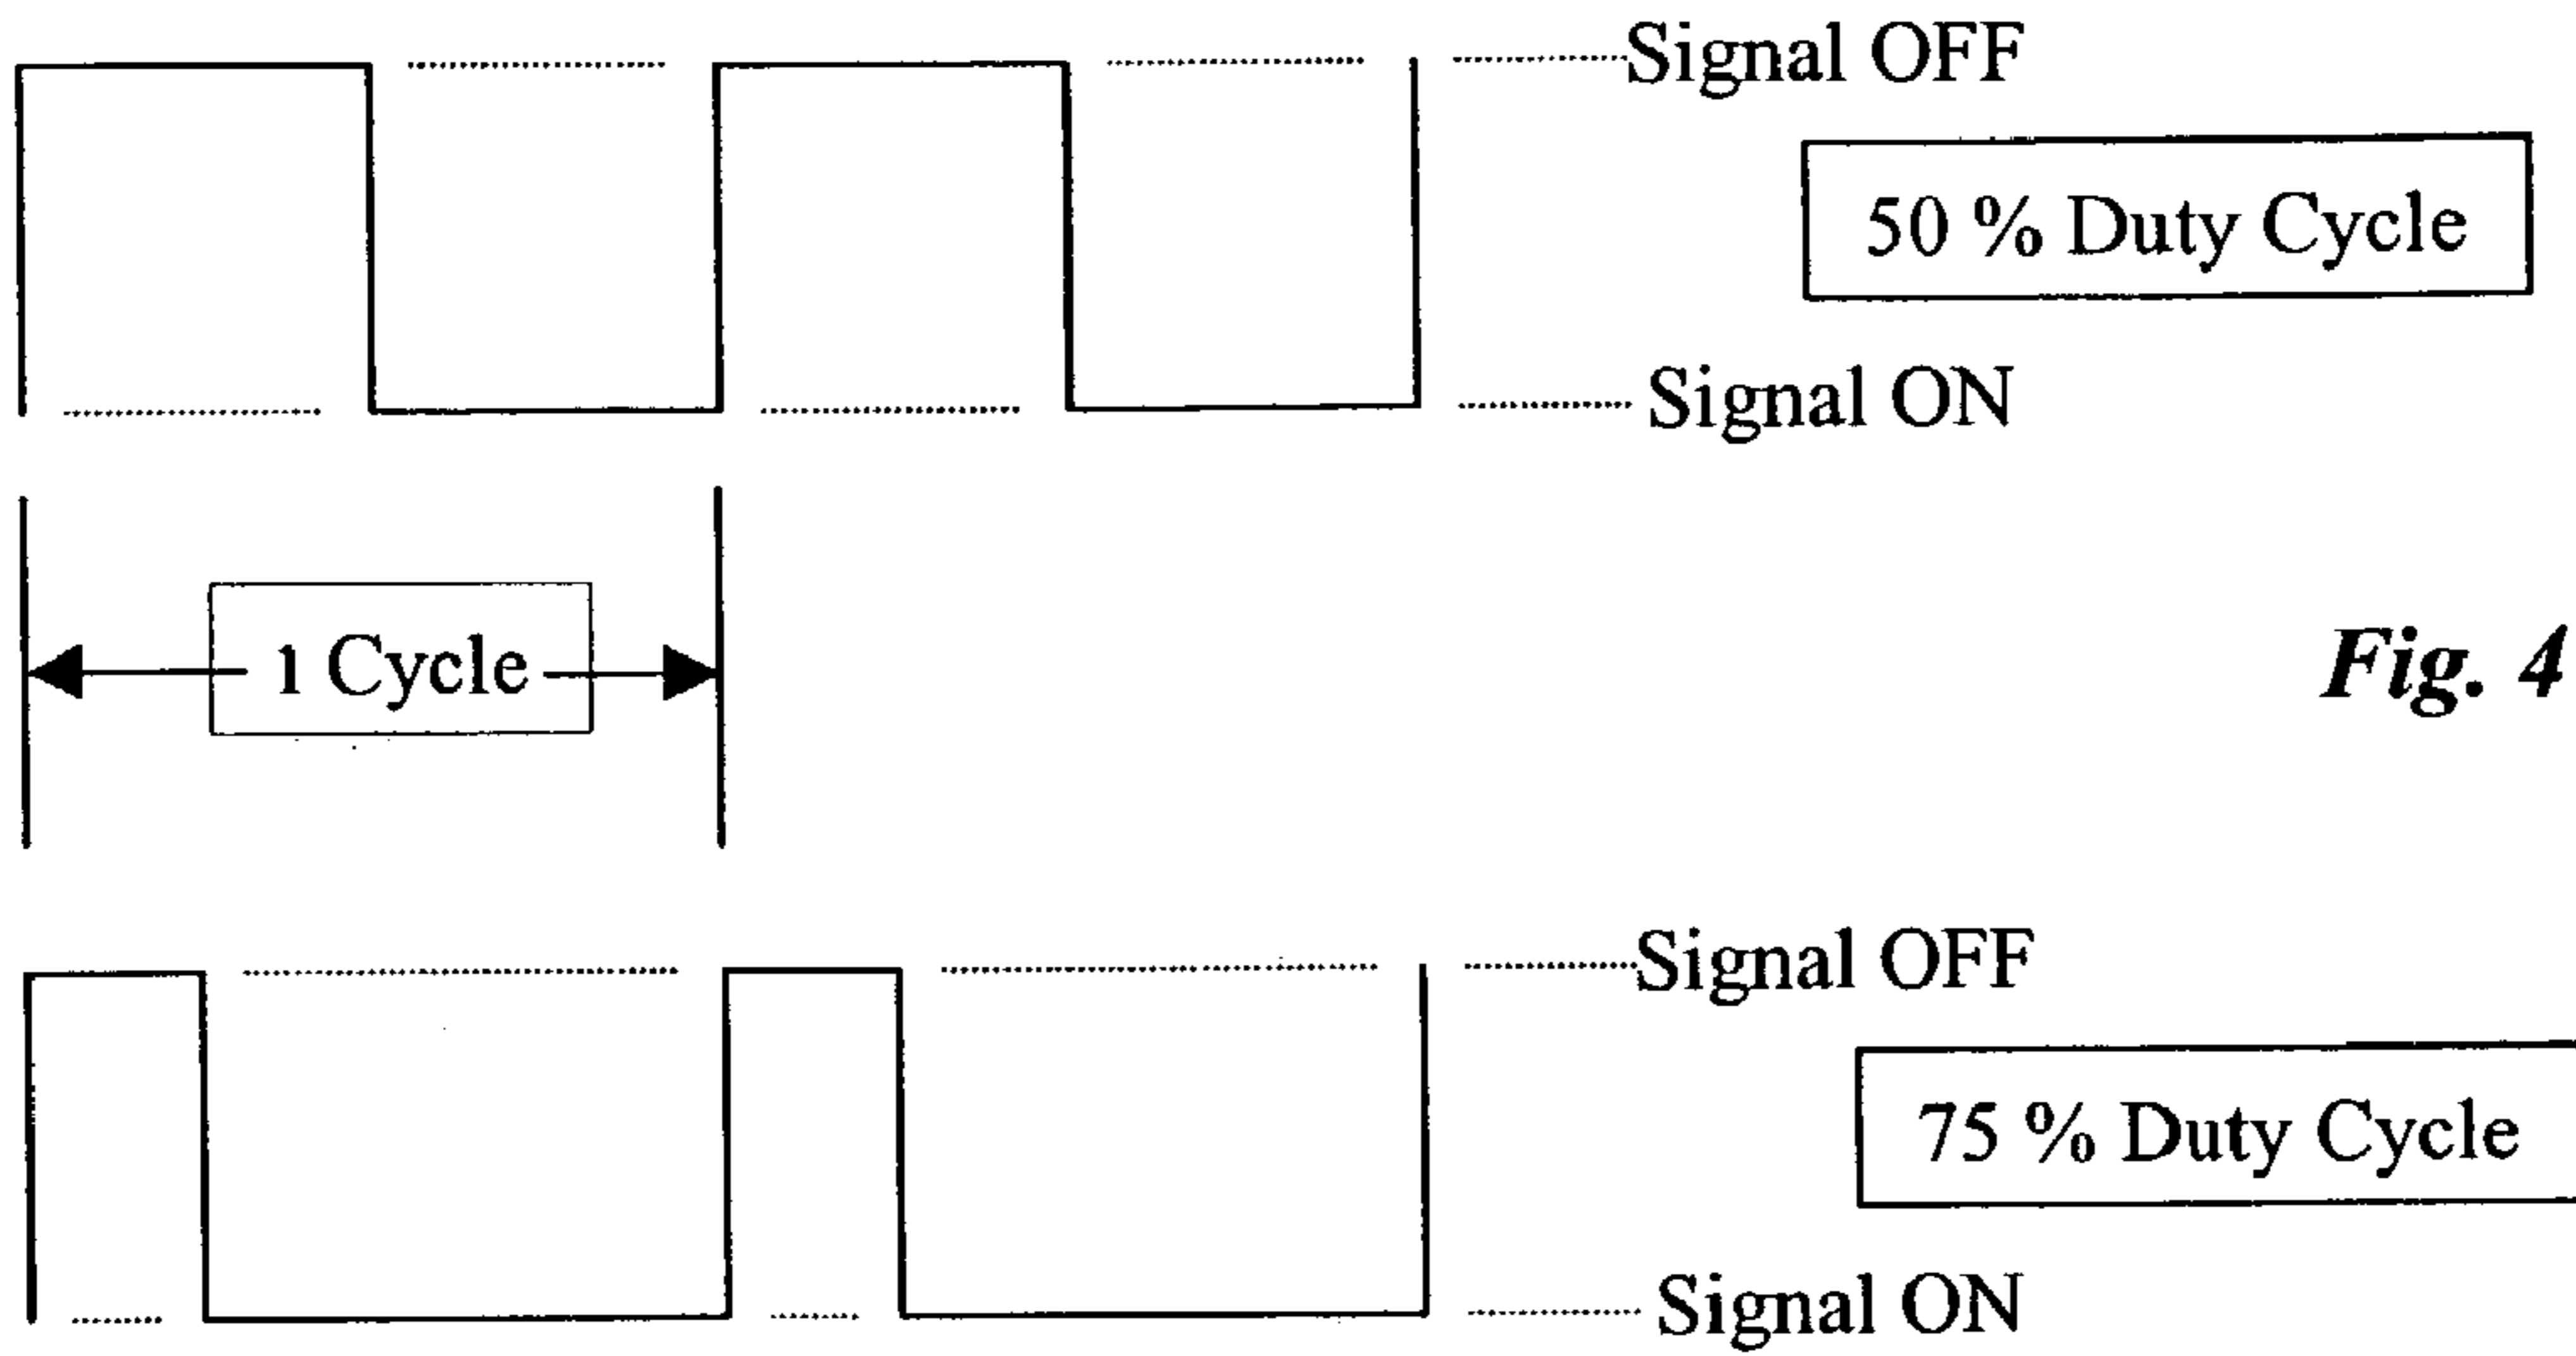 Signal OFF
50 % Duty Cycle
Signal ON
1 Cycle
Fig. 4
Signal OFF
75 % Duty Cycle
Signal ON